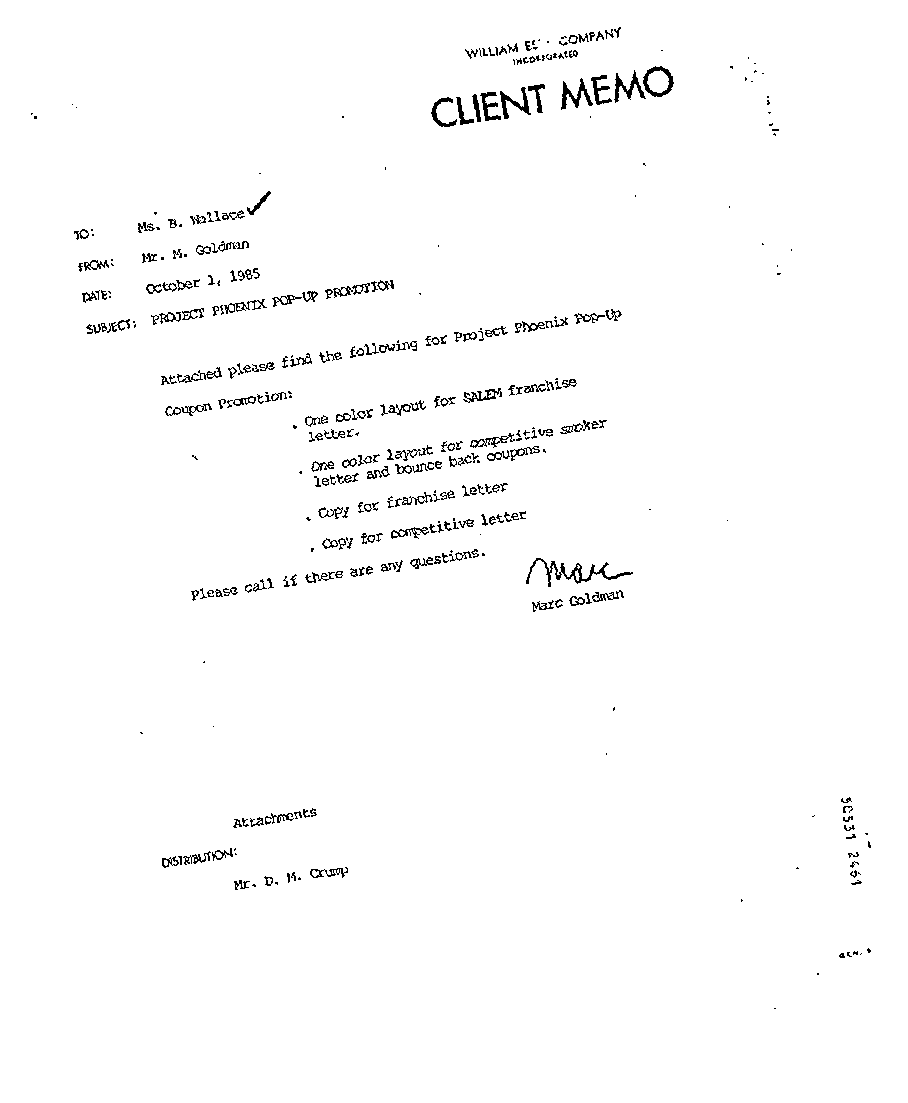 WILLIAM COMPANY
INCORPORATED
CLIENT MEMO
TO: Ms. B. Wallace
FROM: Mr. M. Goldman
DATE: October 1, 1985
SUBJECT: PROJECT PHOENIX POP-UP PROMOTION
Attached please find the following for Project Phoenix Pop-Up
Coupon Promotion:
. One color layout for SALEM franchise
letter.
. One color layout for competitive smoker
letter and bounce back coupons.
. Copy for franchise letter
. Copy for competitive letter
Please call if there are any questions.
Marc
Marc Goldman
Attachments
DISTRIBUTION:
Mr. D. M. Crump
50531 2461